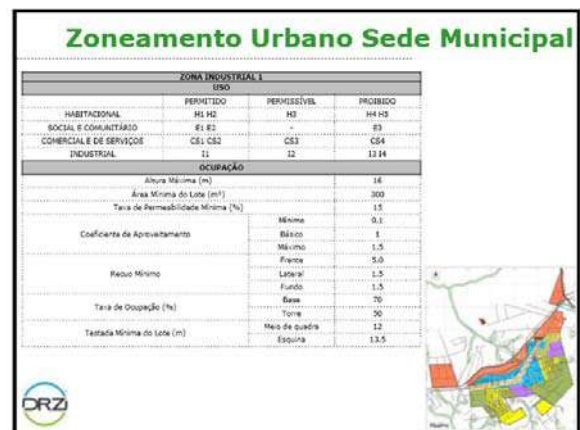 Zoneamento Urbano Sede Municipal
ZONA INDUSTRIAL 1
USO
PERMITIDO PERMISSÍVEL PROIBIDO
HABITACIONAL H1 H2 H3 H4 H5
SOCIAL E COMUNITÁRIO E1 E2 - E3
COMERCIAL E DE SERVIÇOS CS1 CS2 CS3 CS4
INDUSTRIAL I1 I2 I3 I4
OCUPAÇÃO
Altura Máxima (m) 16
Área Mínima do Lote (m²) 300
Taxa de Permeabilidade Mínima (%) 15
Coeficiente de Aproveitamento
Mínimo 0.1
Básico 1
Máximo 1.5
Recuo Mínimo
Frente 5.0
Lateral 1.5
Fundo 1.5
Taxa de Ocupação (%)
Base 70
Torre 50
Testada Mínima do Lote (m)
Meio de quadra 12
Esquina 13.5
DRZ